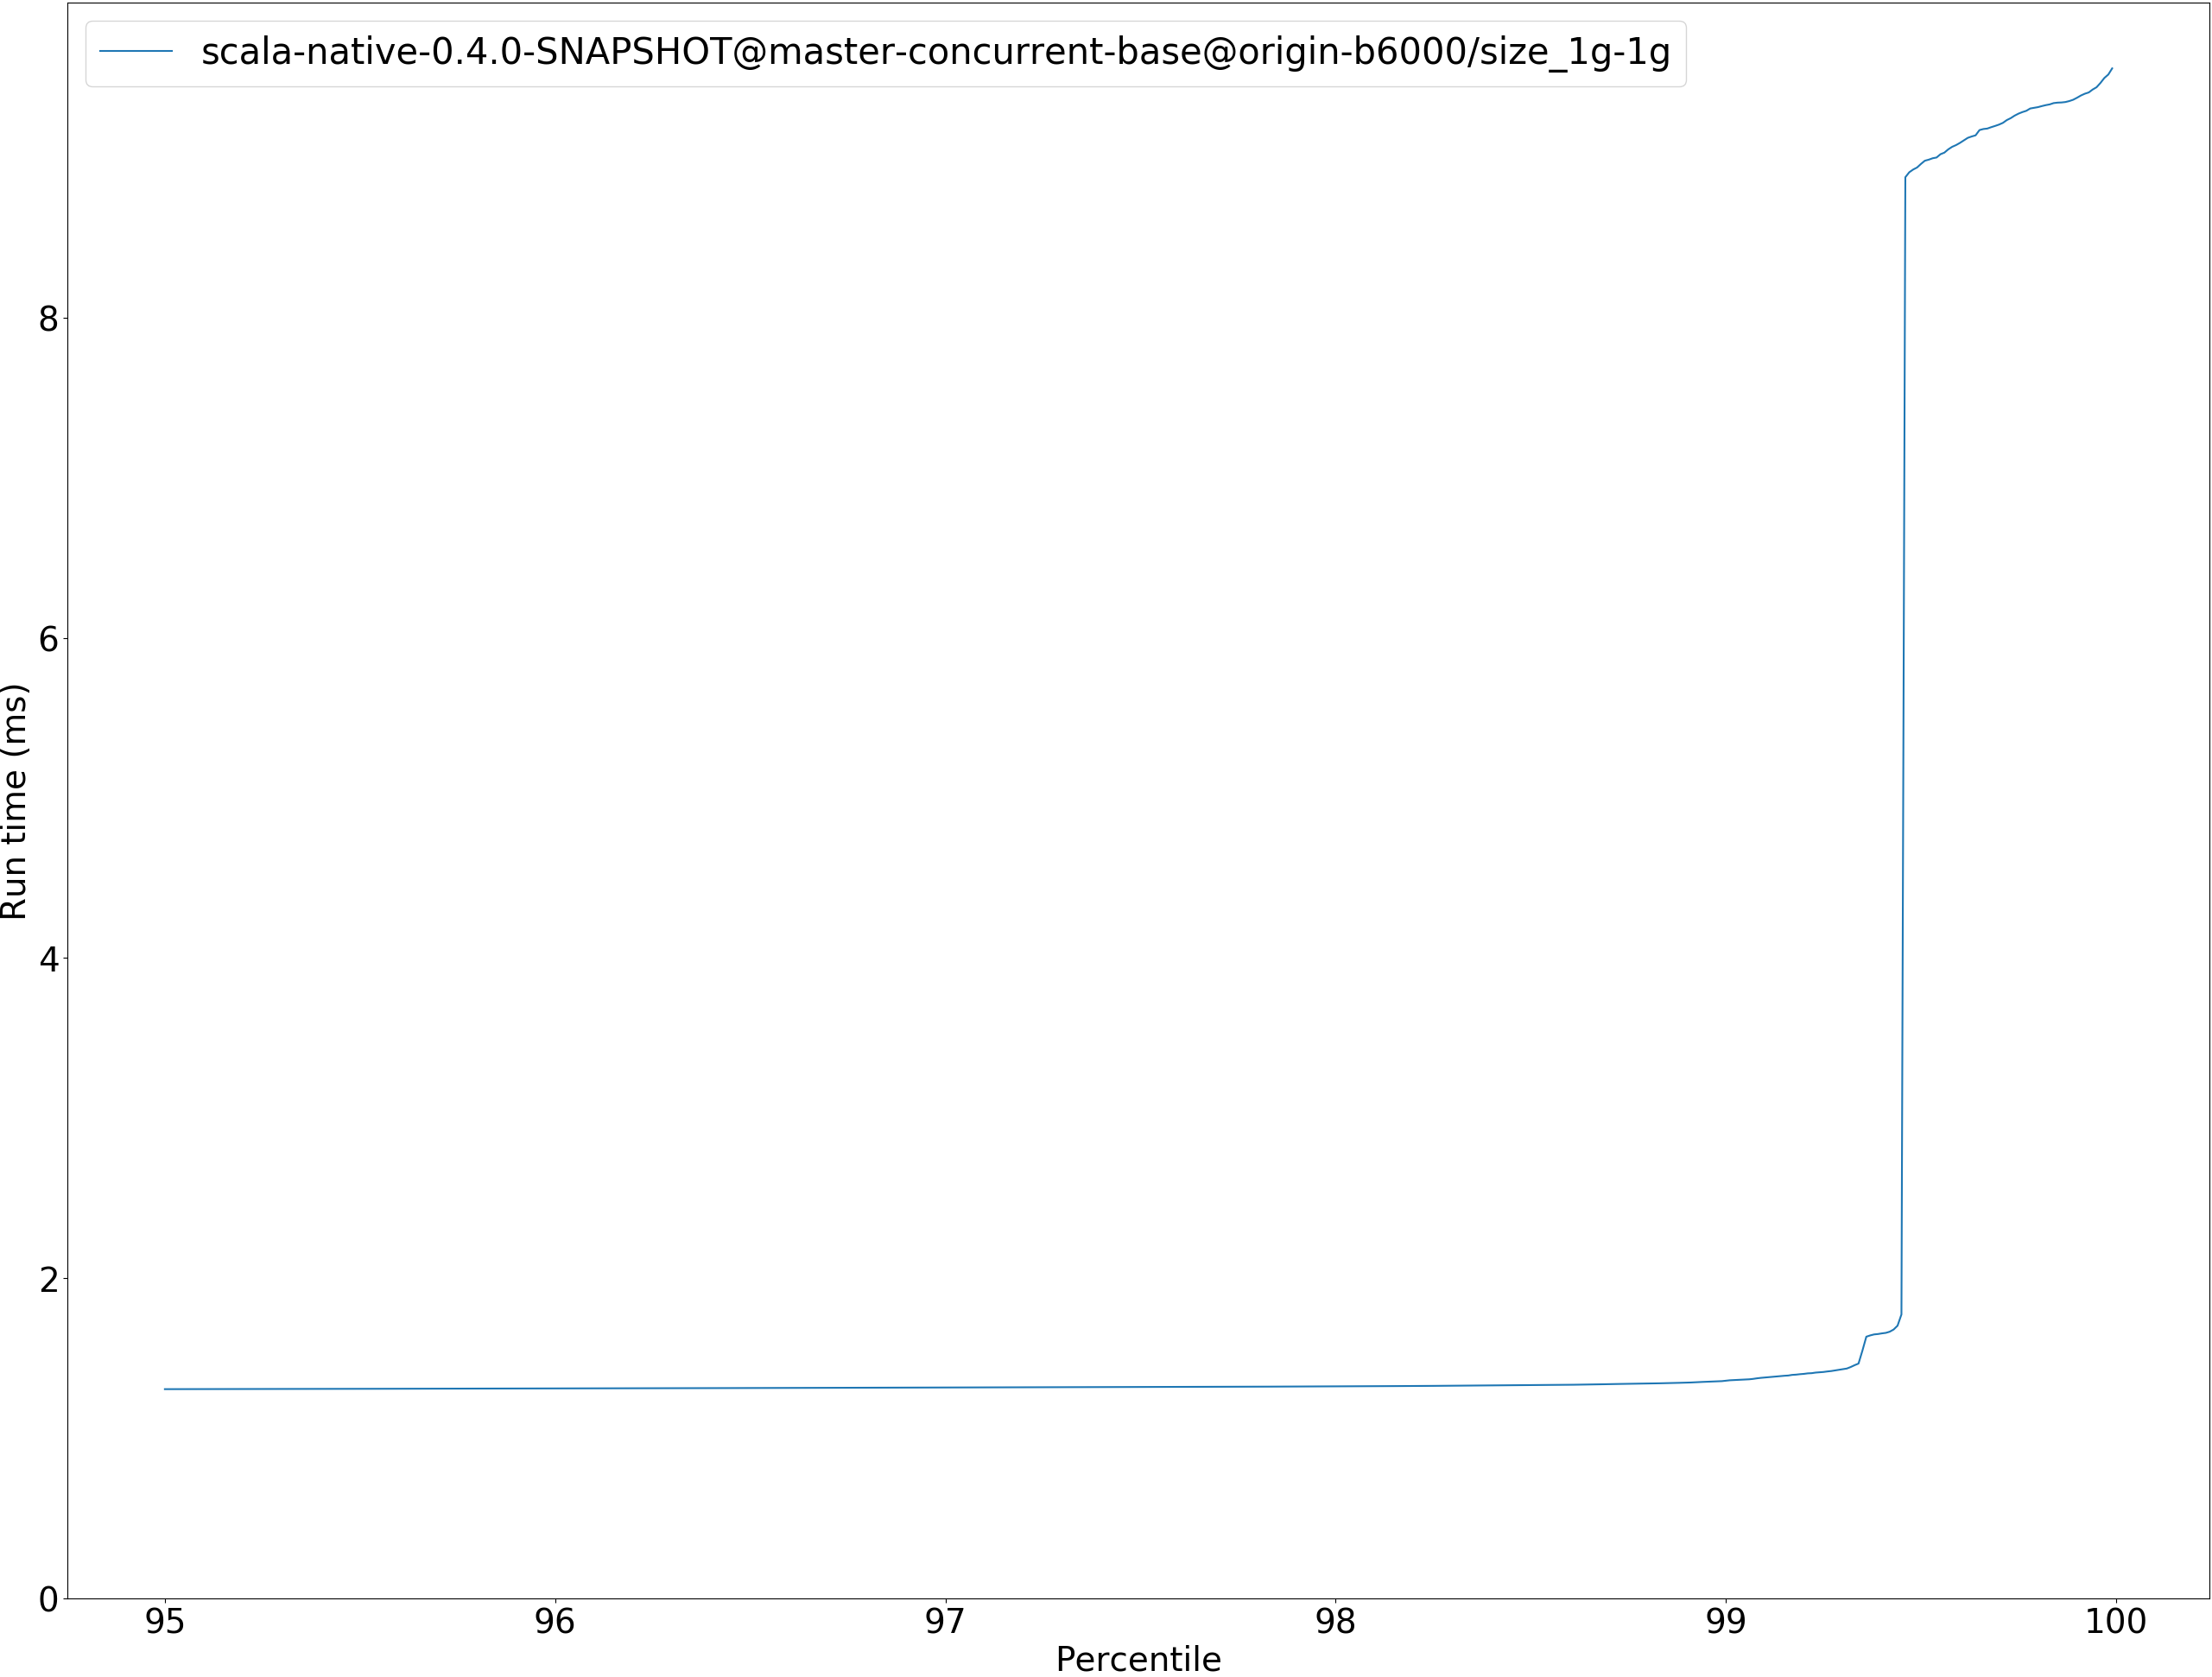 scala-native-0.4.0-SNAPSHOT@master-concurrent-base@origin-b6000/size_1g-1g
8
6
4
2
0
Run time (ms)
95 96 97 98 99 100
Percentile